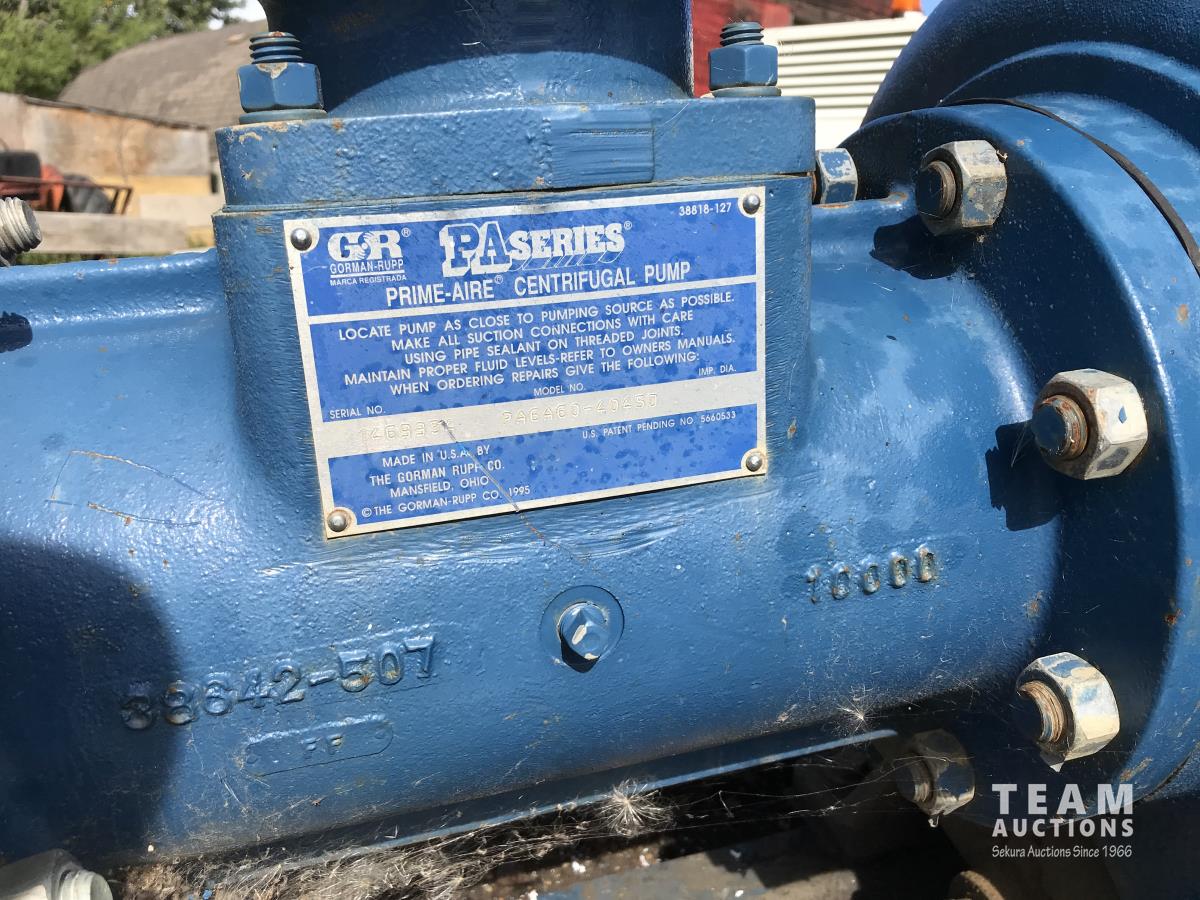 38818-127
G&R®
GORMAN-RUPP
MARCA REGISTRADA
PA SERIES®
PRIME-AIRE® CENTRIFUGAL PUMP
LOCATE PUMP AS CLOSE TO PUMPING SOURCE AS POSSIBLE.
MAKE ALL SUCTION CONNECTIONS WITH CARE
USING PIPE SEALANT ON THREADED JOINTS.
MAINTAIN PROPER FLUID LEVELS-REFER TO OWNERS MANUALS.
WHEN ORDERING REPAIRS GIVE THE FOLLOWING:
SERIAL NO. MODEL NO. IMP. DIA.
PA6A60-4045D
MADE IN U.S.A. BY U.S. PATENT PENDING NO 5660533
THE GORMAN RUPP CO.
MANSFIELD, OHIO
© THE GORMAN-RUPP CO. 1995
10000
38642-507
TEAM
AUCTIONS
Sekura Auctions Since 1966